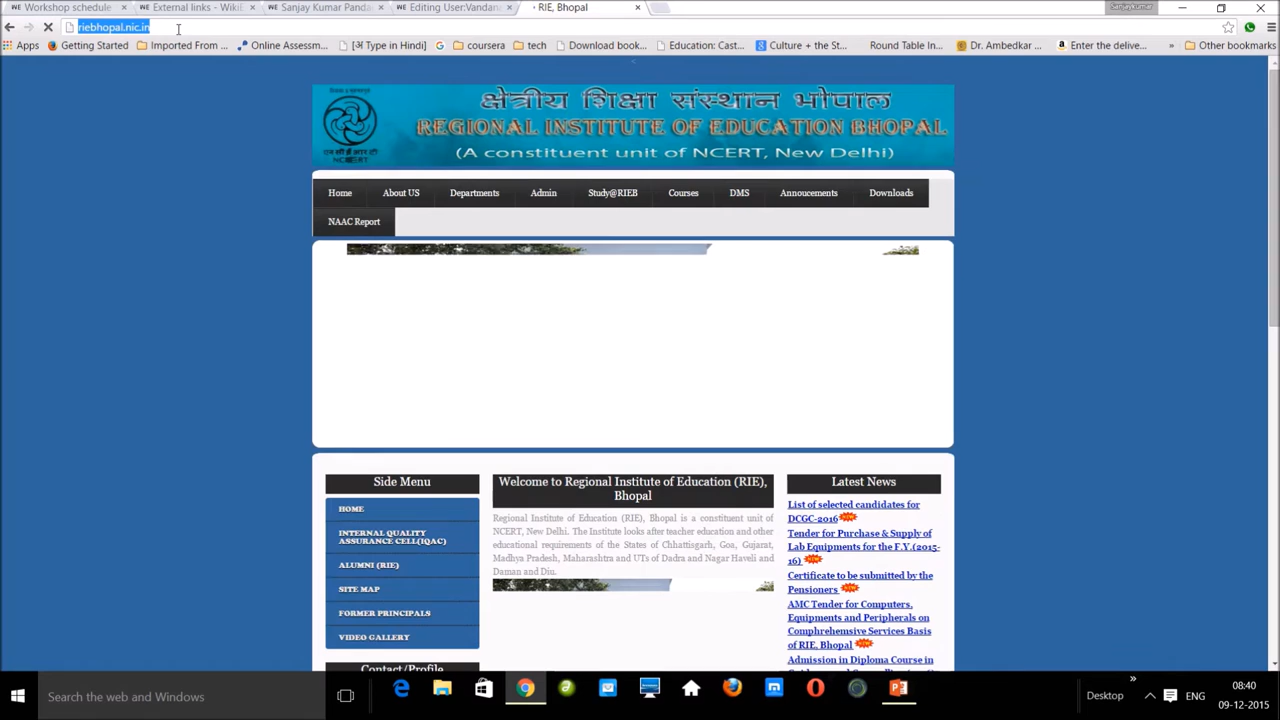 Workshop schedule
External links - WikiE
Sanjay Kumar Panda
Editing User:Vandan
RIE, Bhopal
Sanjaykumar
riebhopal.nic.in
Apps
Getting Started
Imported From ...
Online Assessm...
[अ Type in Hindi]
coursera
tech
Download book...
Education: Cast...
Culture + the St...
Round Table In...
Dr. Ambedkar
Enter the delive...
»
Other bookmarks
क्षेत्रीय शिक्षा संस्थान भोपाल
REGIONAL INSTITUTE OF EDUCATION BHOPAL
(A constituent unit of NCERT, New Delhi)
एन सी ई आर टी
NCERT
Home
About US
Departments
Admin
Study@RIEB
Courses
DMS
Annoucements
Downloads
NAAC Report
Side Menu
HOME
INTERNAL QUALITY
ASSURANCE CELL(IQAC)
ALUMNI (RIE)
SITE MAP
FORMER PRINCIPALS
VIDEO GALLERY
Contact/Profile
Welcome to Regional Institute of Education (RIE),
Bhopal
Regional Institute of Education (RIE), Bhopal is a constituent unit of
NCERT, New Delhi. The Institute looks after teacher education and other
educational requirements of the States of Chhattisgarh, Goa, Gujarat,
Madhya Pradesh, Maharashtra and UTs of Dadra and Nagar Haveli and
Daman and Diu.
Latest News
List of selected candidates for
DCGC-2016
Tender for Purchase & Supply of
Lab Equipments for the F.Y.(2015-
16)
Certificate to be submitted by the
Pensioners
AMC Tender for Computers,
Equipments and Peripherals on
Comphrehemsive Services Basis
of RIE, Bhopal
Admission in Diploma Course in
Search the web and Windows
Desktop
»
ENG
08:40
09-12-2015